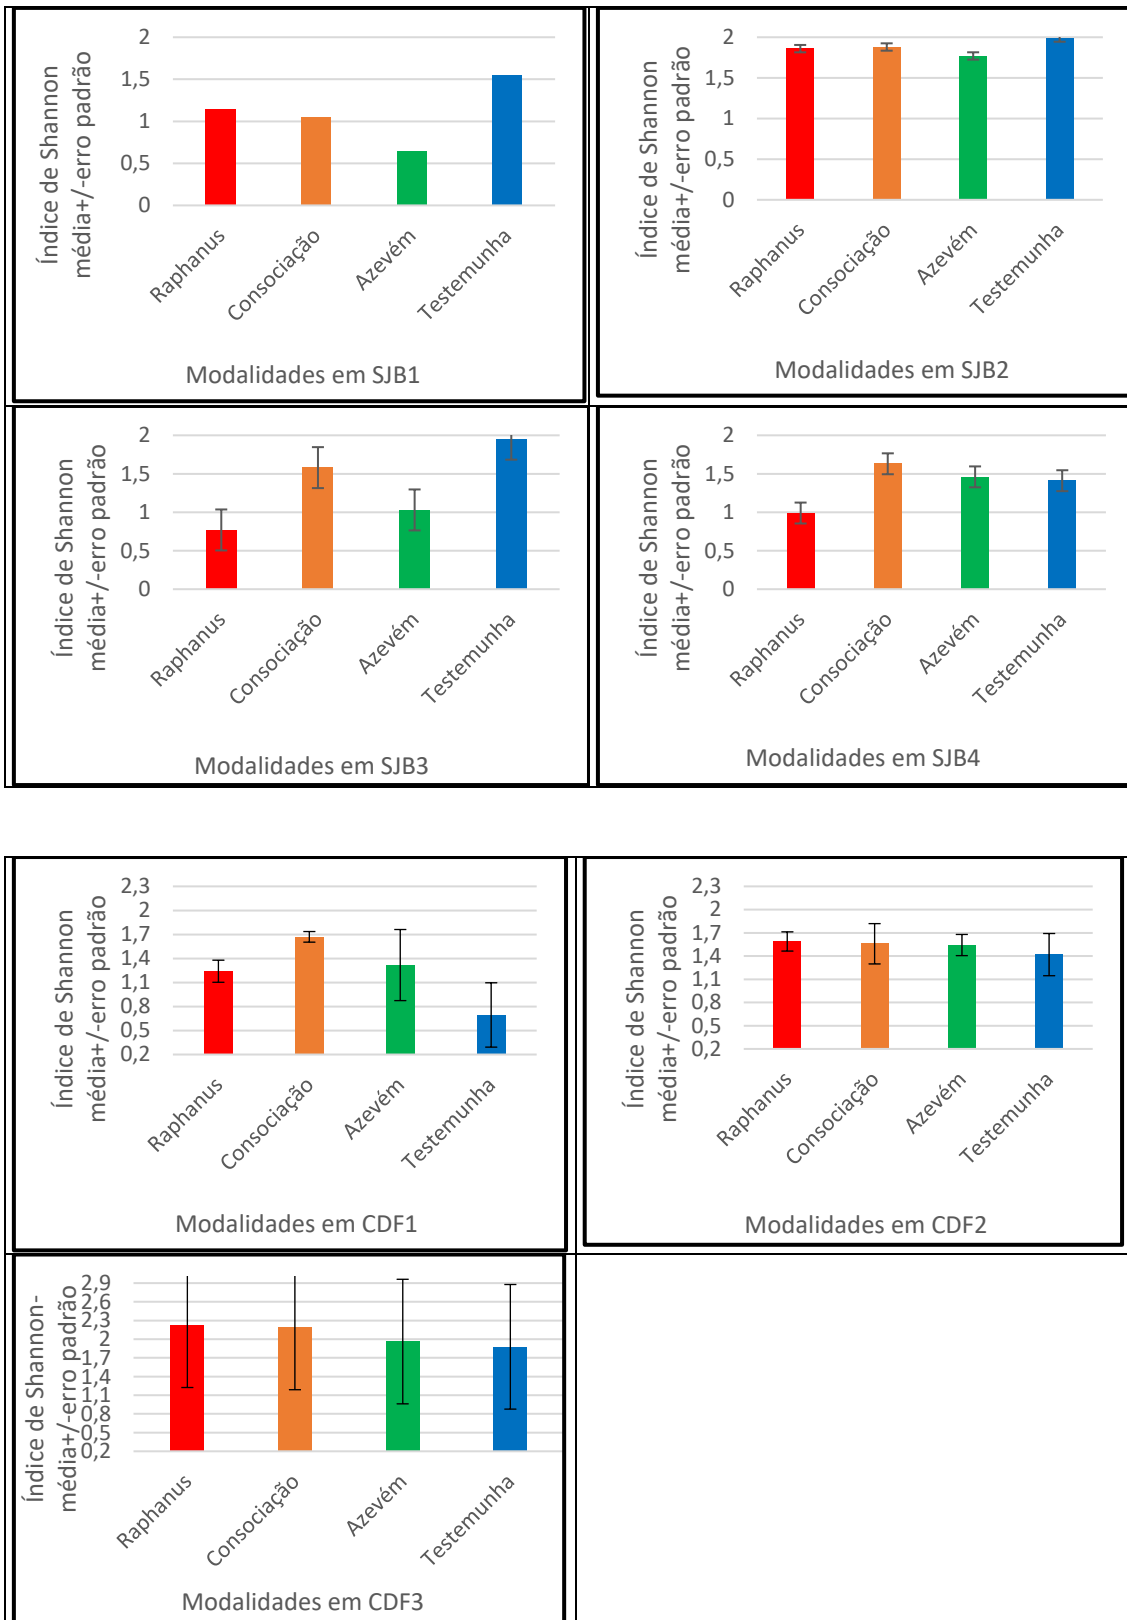 Índice de Shannon
média+/-erro padrão
2
1,5
1
0,5
0
Raphanus
Consociação
Azevém
Testemunha
Modalidades em SJB1
Índice de Shannon
média+/-erro padrão
2
1,5
1
0,5
0
Raphanus
Consociação
Azevém
Testemunha
Modalidades em SJB2
Índice de Shannon
média+/-erro padrão
2
1,5
1
0,5
0
Raphanus
Consociação
Azevém
Testemunha
Modalidades em SJB3
Índice de Shannon
média+/-erro padrão
2
1,5
1
0,5
0
Raphanus
Consociação
Azevém
Testemunha
Modalidades em SJB4
Índice de Shannon
média+/-erro padrão
2,3
2
1,7
1,4
1,1
0,8
0,5
0,2
Raphanus
Consociação
Azevém
Testemunha
Modalidades em CDF1
Índice de Shannon
média+/-erro padrão
2,3
2
1,7
1,4
1,1
0,8
0,5
0,2
Raphanus
Consociação
Azevém
Testemunha
Modalidades em CDF2
Índice de Shannon-
média+/-erro padrão
2,9
2,6
2,3
2
1,7
1,4
1,1
0,8
0,5
0,2
Raphanus
Consociação
Azevém
Testemunha
Modalidades em CDF3